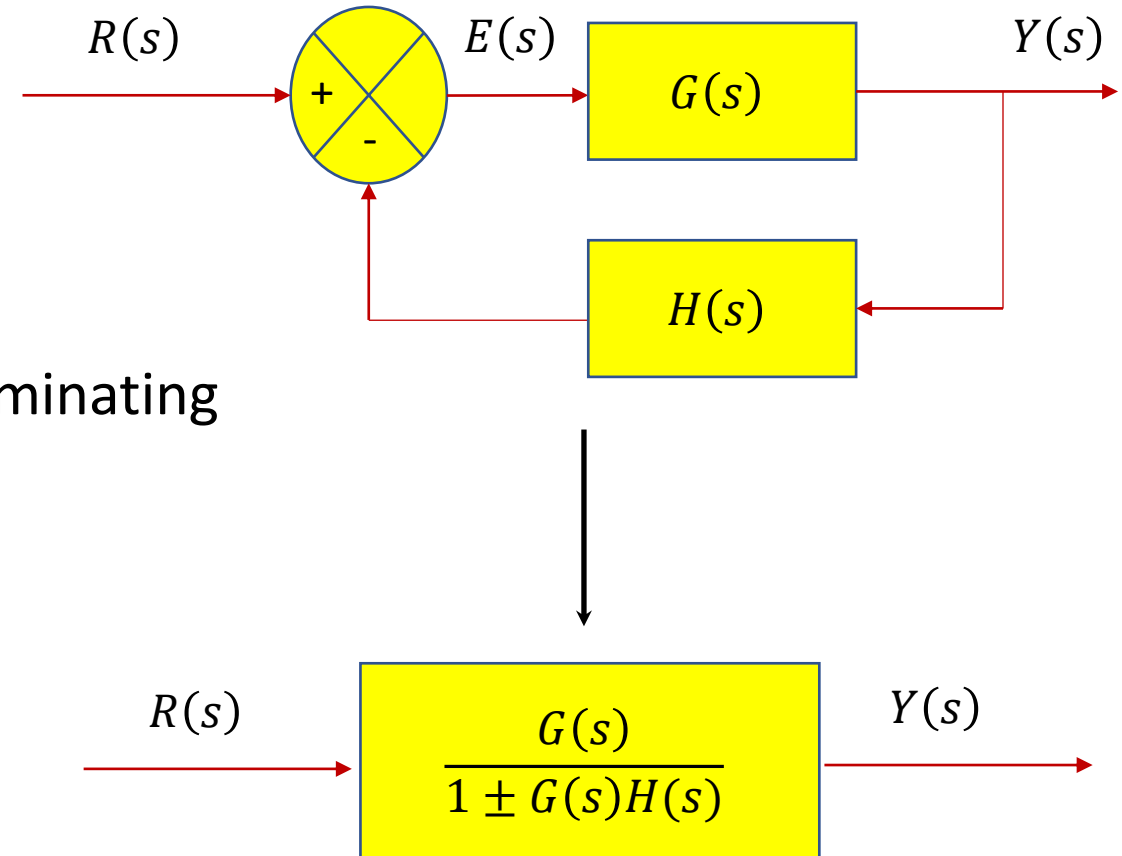 R(s) E(s) Y(s)
+ G(s)
-
H(s)
minating
R(s) Y(s)
G(s)
1 ± G(s)H(s)